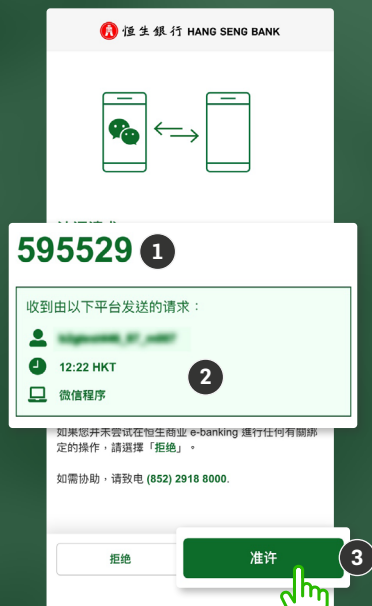 恒生銀行 HANG SENG BANK
595529 1
收到由以下平台发送的请求：
12:22 HKT
2
微信程序
如果您并未尝试在恒生商业 e-banking 進行任何有關綁
定的操作，請選擇「拒绝」。
如需协助，请致电 (852) 2918 8000.
拒绝
准许
3